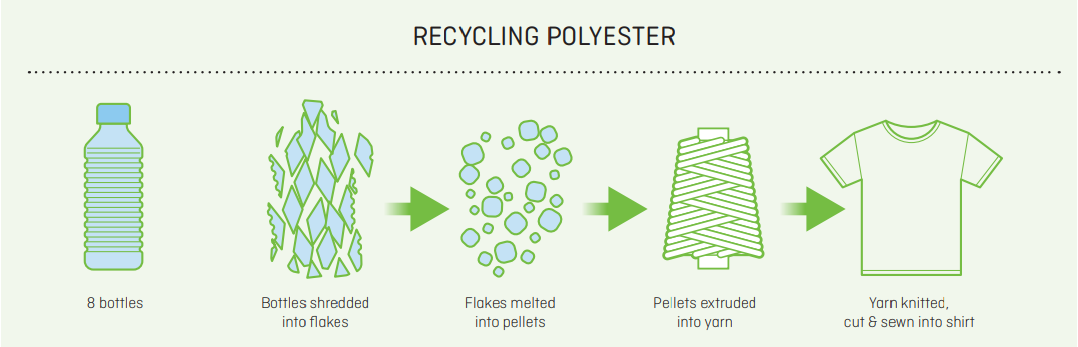 RECYCLING POLYESTER
8 bottles
Bottles shredded
into flakes
Flakes melted
into pellets
Pellets extruded
into yarn
Yarn knitted,
cut & sewn into shirt